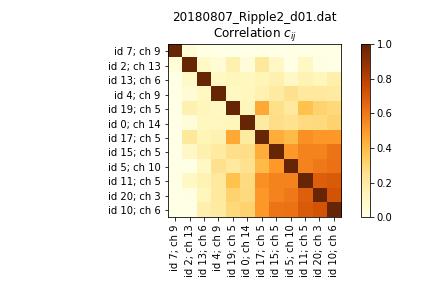 20180807_Ripple2_d01.dat
Correlation c_ij
id 7; ch 9
id 2; ch 13
id 13; ch 6
id 4; ch 9
id 19; ch 5
id 0; ch 14
id 17; ch 5
id 15; ch 5
id 5; ch 10
id 11; ch 5
id 20; ch 3
id 10; ch 6
1.0
0.8
0.6
0.4
0.2
0.0
id 7; ch 9
id 2; ch 13
id 13; ch 6
id 4; ch 9
id 19; ch 5
id 0; ch 14
id 17; ch 5
id 15; ch 5
id 5; ch 10
id 11; ch 5
id 20; ch 3
id 10; ch 6